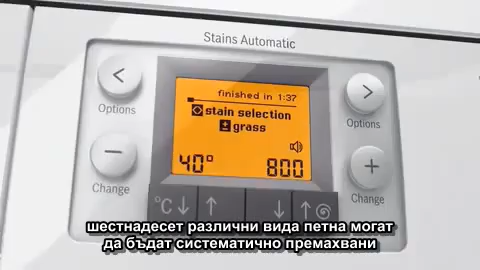 Stains Automatic
finished in 1:37
stain selection
grass
40° 800
Options
Options
Change
Change
°C
шестнадесет различни вида петна могат
да бъдат систематично премахвани